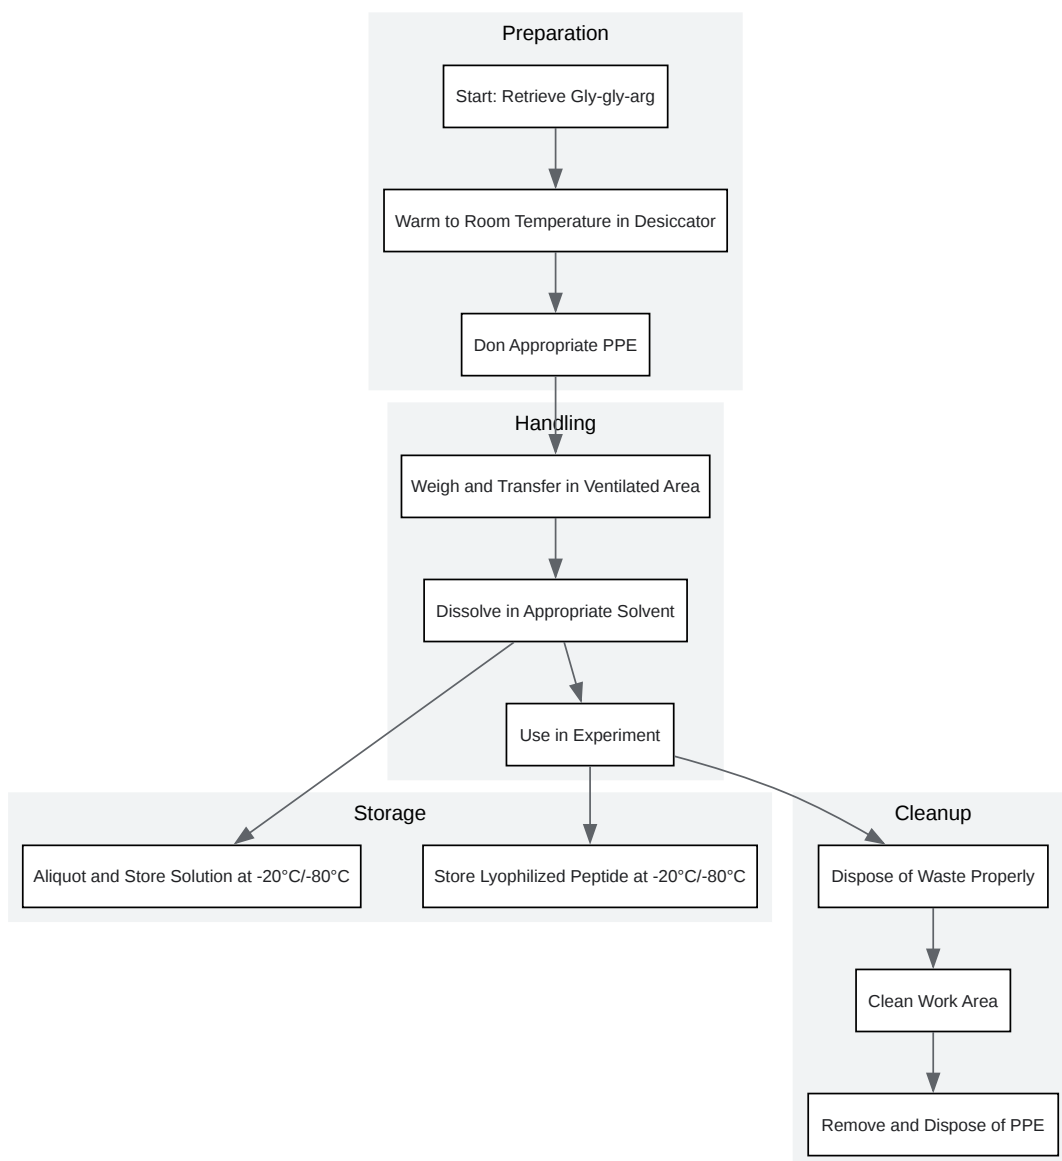 Preparation
Start: Retrieve Gly-gly-arg
Warm to Room Temperature in Desiccator
Don Appropriate PPE
Handling
Weigh and Transfer in Ventilated Area
Dissolve in Appropriate Solvent
Use in Experiment
Storage
Aliquot and Store Solution at -20°C/-80°C
Store Lyophilized Peptide at -20°C/-80°C
Cleanup
Dispose of Waste Properly
Clean Work Area
Remove and Dispose of PPE